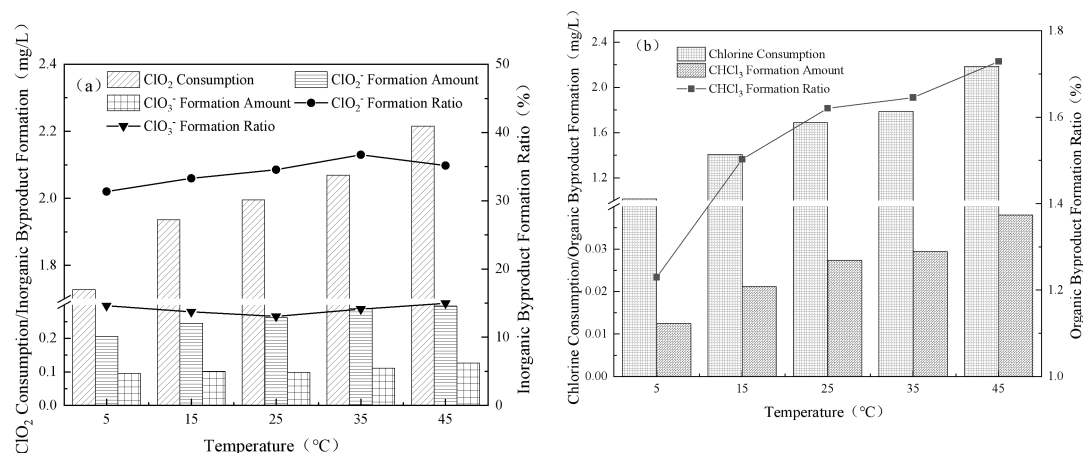 (a)
ClO₂ Consumption
ClO₂⁻ Formation Amount
ClO₃⁻ Formation Amount
ClO₂⁻ Formation Ratio
ClO₃⁻ Formation Ratio
ClO₂ Consumption/Inorganic Byproduct Formation（mg/L）
2.4
2.2
2.0
1.8
0.2
0.1
0.0
50
40
30
20
10
0
Inorganic Byproduct Formation Ratio（%）
5 15 25 35 45
Temperature（℃）
（b）
Chlorine Consumption
CHCl₃ Formation Amount
CHCl₃ Formation Ratio
Chlorine Consumption/Organic Byproduct Formation（mg/L）
2.4
2.0
1.6
1.2
0.03
0.02
0.01
0.00
1.8
1.6
1.4
1.2
1.0
Organic Byproduct Formation Ratio（%）
5 15 25 35 45
Temperature（℃）